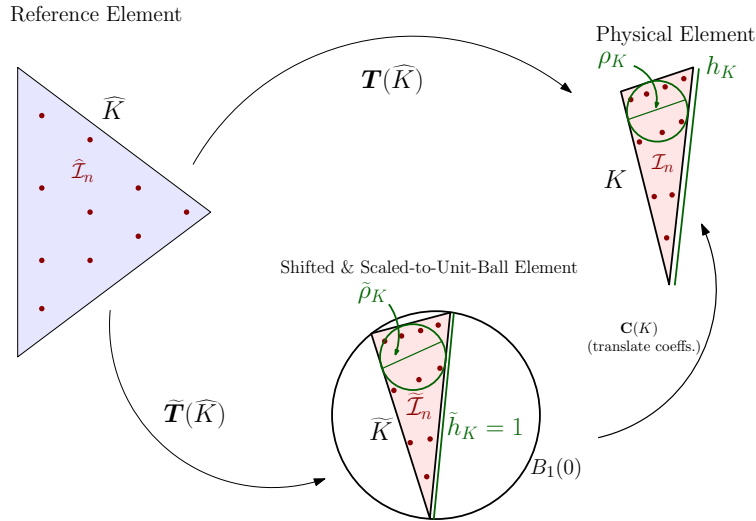 Reference Element
Physical Element
ρ_K
h_K
T(K̂)
K̂
Î_n
I_n
K
Shifted & Scaled-to-Unit-Ball Element
ρ̃_K
C(K)
(translate coeffs.)
T̃(K̂)
Ĩ_n
K̃
h̃_K = 1
B_1(0)